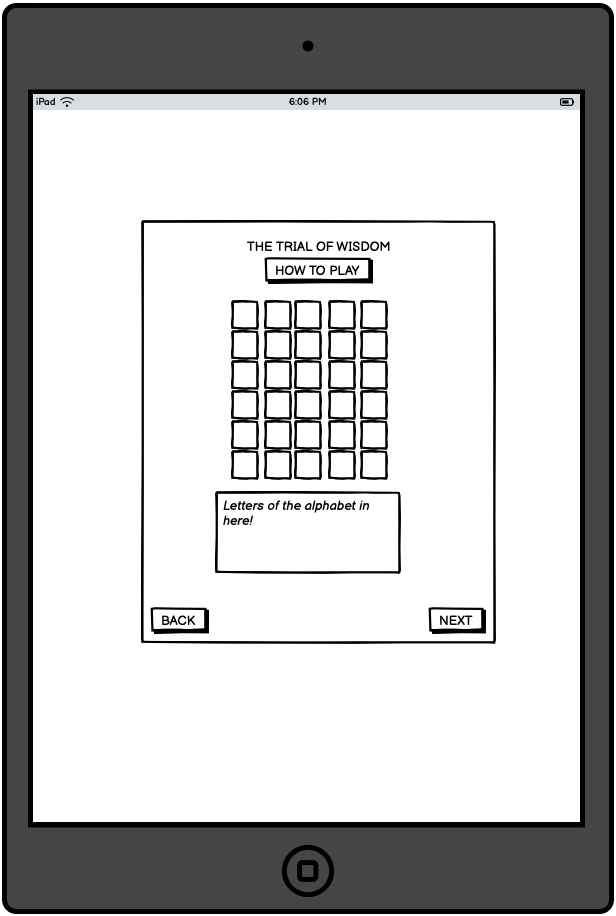 iPad
6:06 PM
THE TRIAL OF WISDOM
HOW TO PLAY
Letters of the alphabet in
here!
BACK
NEXT